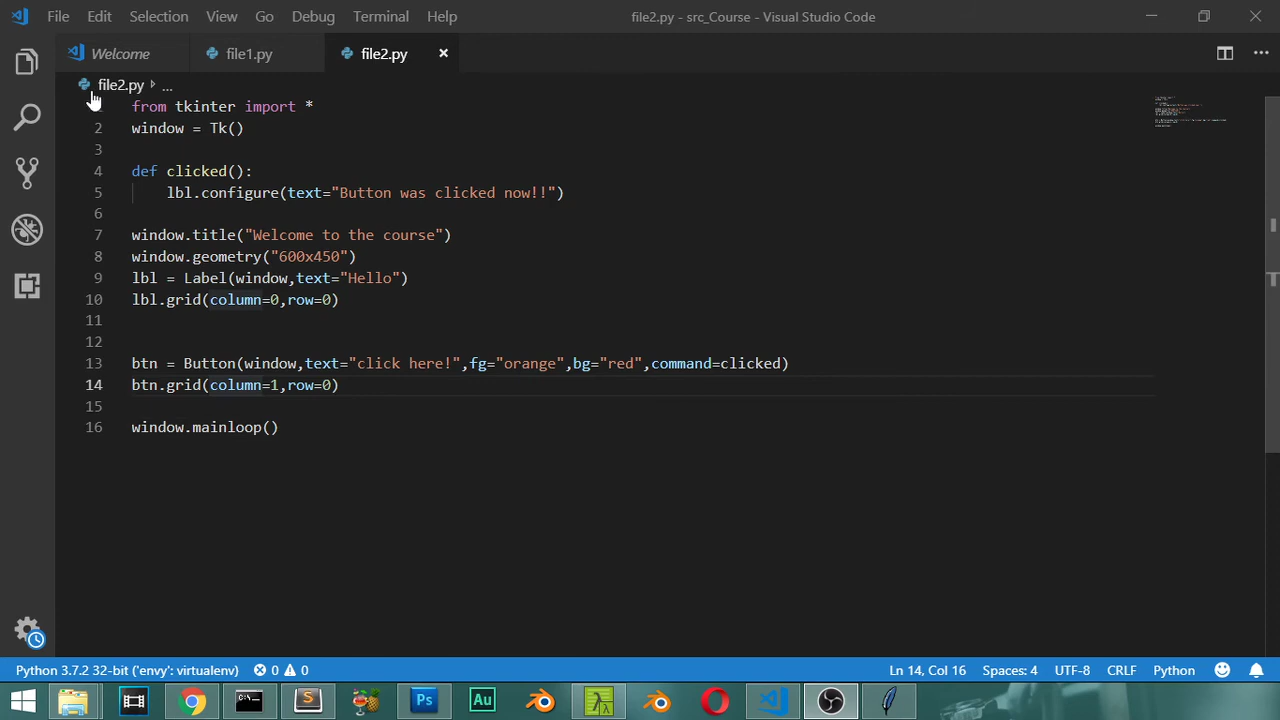 File Edit Selection View Go Debug Terminal Help file2.py - src_Course - Visual Studio Code
Welcome file1.py file2.py
file2.py ...
from tkinter import *
2 window = Tk()
3
4 def clicked():
5 lbl.configure(text="Button was clicked now!!")
6
7 window.title("Welcome to the course")
8 window.geometry("600x450")
9 lbl = Label(window,text="Hello")
10 lbl.grid(column=0,row=0)
11
12
13 btn = Button(window,text="click here!",fg="orange",bg="red",command=clicked)
14 btn.grid(column=1,row=0)
15
16 window.mainloop()
Python 3.7.2 32-bit ('envy': virtualenv) 0 0 Ln 14, Col 16 Spaces: 4 UTF-8 CRLF Python
Ps Au